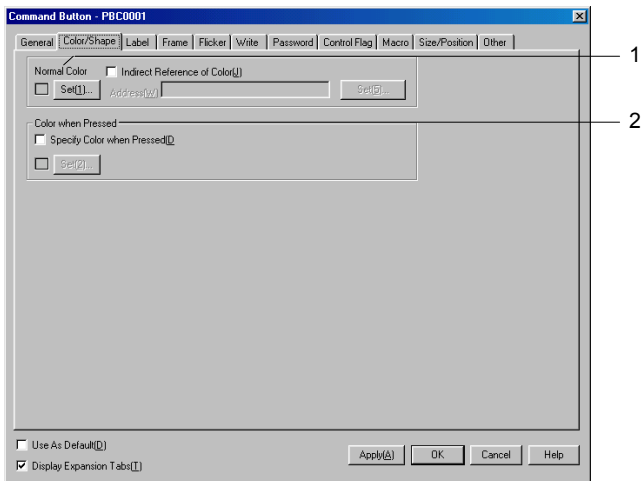 Command Button - PBC0001
General Color/Shape Label Frame Flicker Write Password Control Flag Macro Size/Position Other
1
Normal Color Indirect Reference of Color(J)
Set(1)... Address(W) Set(5)...
2
Color when Pressed
Specify Color when Pressed(D
Set(2)...
Use As Default(D)
Display Expansion Tabs(T)
Apply(A) OK Cancel Help